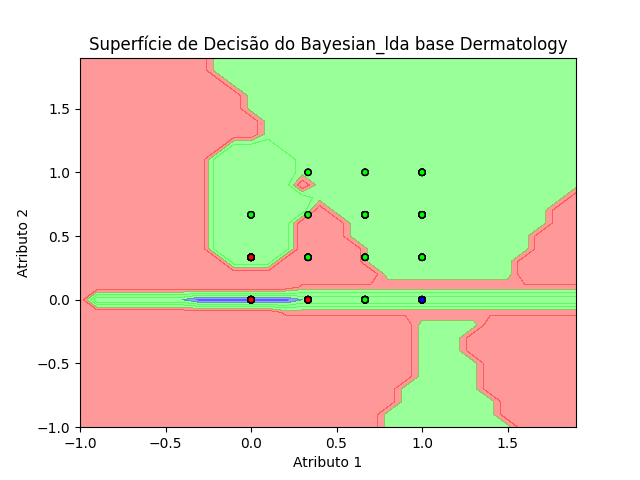 Superfície de Decisão do Bayesian_lda base Dermatology
Atributo 2
1.5
1.0
0.5
0.0
−0.5
−1.0
−1.0 −0.5 0.0 0.5 1.0 1.5
Atributo 1